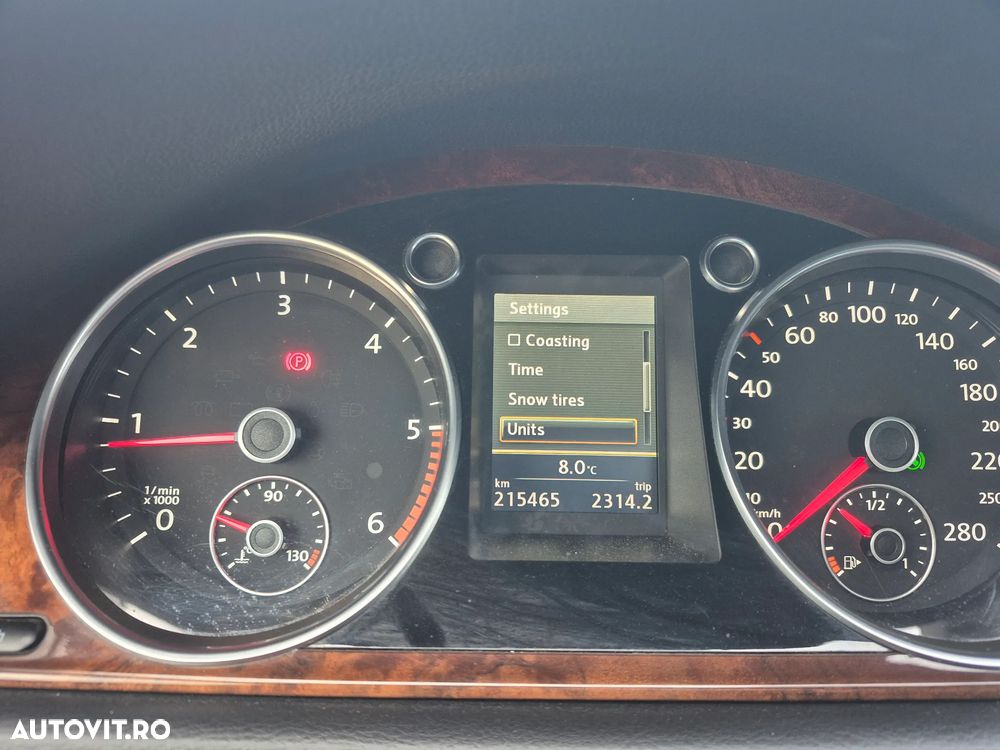 Settings
Coasting
Time
Snow tires
Units
8.0°C
km trip
215465 2314.2
0 1 2 3 4 5 6
1/min
x 1000
P
90
130
20 30 40 50 60 80 100 120 140 160 180 220 280
km/h
1/2
1
AUTOVIT.RO